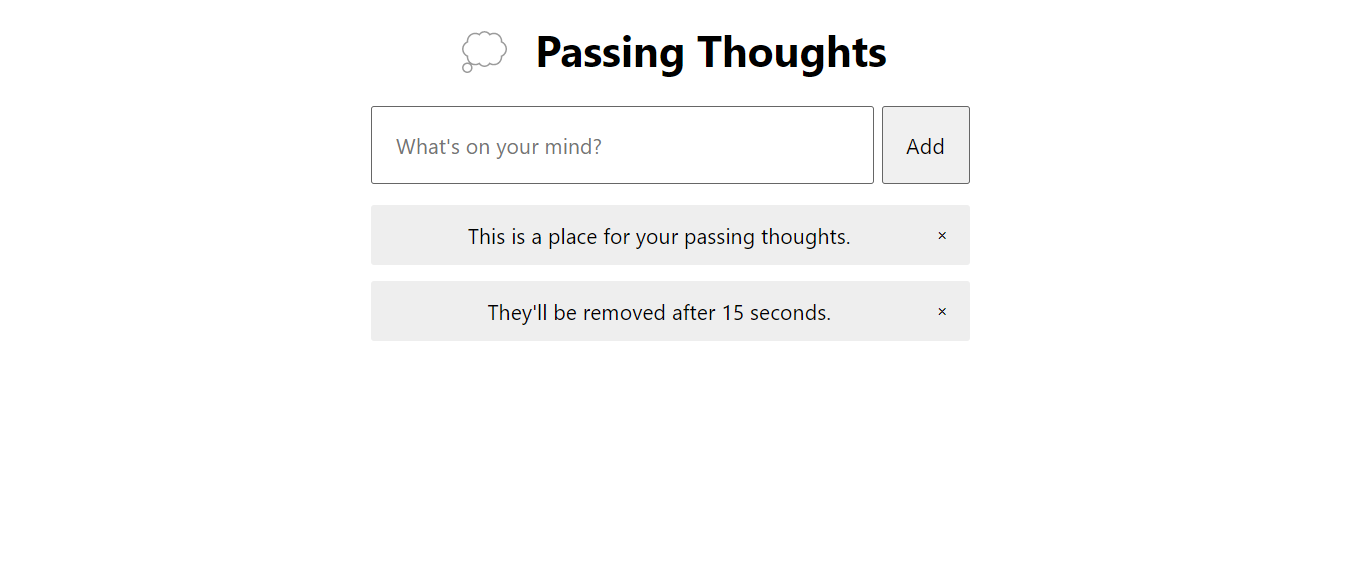 💭 Passing Thoughts
What's on your mind?
Add
This is a place for your passing thoughts. ×
They'll be removed after 15 seconds. ×